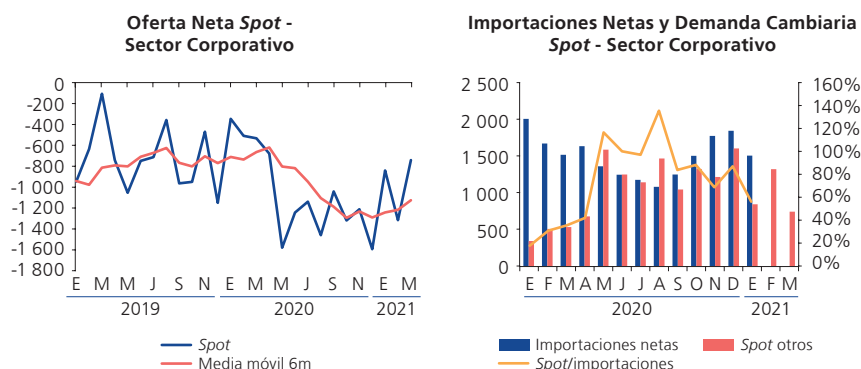 Oferta Neta Spot -
Sector Corporativo
0
-200
-400
-600
-800
-1 000
-1 200
-1 400
-1 600
-1 800
E M M J S N E M M J S N E M
2019 2020 2021
Spot
Media móvil 6m
Importaciones Netas y Demanda Cambiaria
Spot - Sector Corporativo
2 500
2 000
1 500
1 000
500
0
160%
140%
120%
100%
80%
60%
40%
20%
0%
E F M A M J J A S O N D E F M
2020 2021
Importaciones netas Spot otros
Spot/importaciones